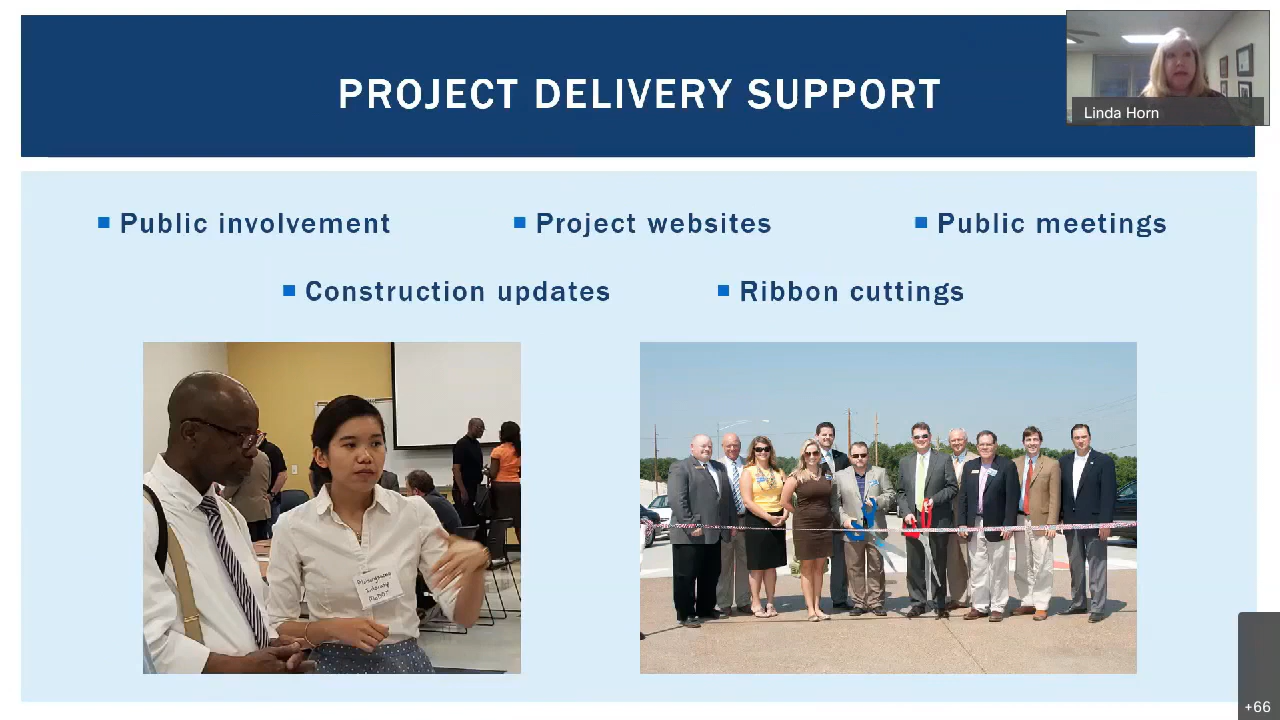 PROJECT DELIVERY SUPPORT
Linda Horn
Public involvement
Project websites
Public meetings
Construction updates
Ribbon cuttings
+66